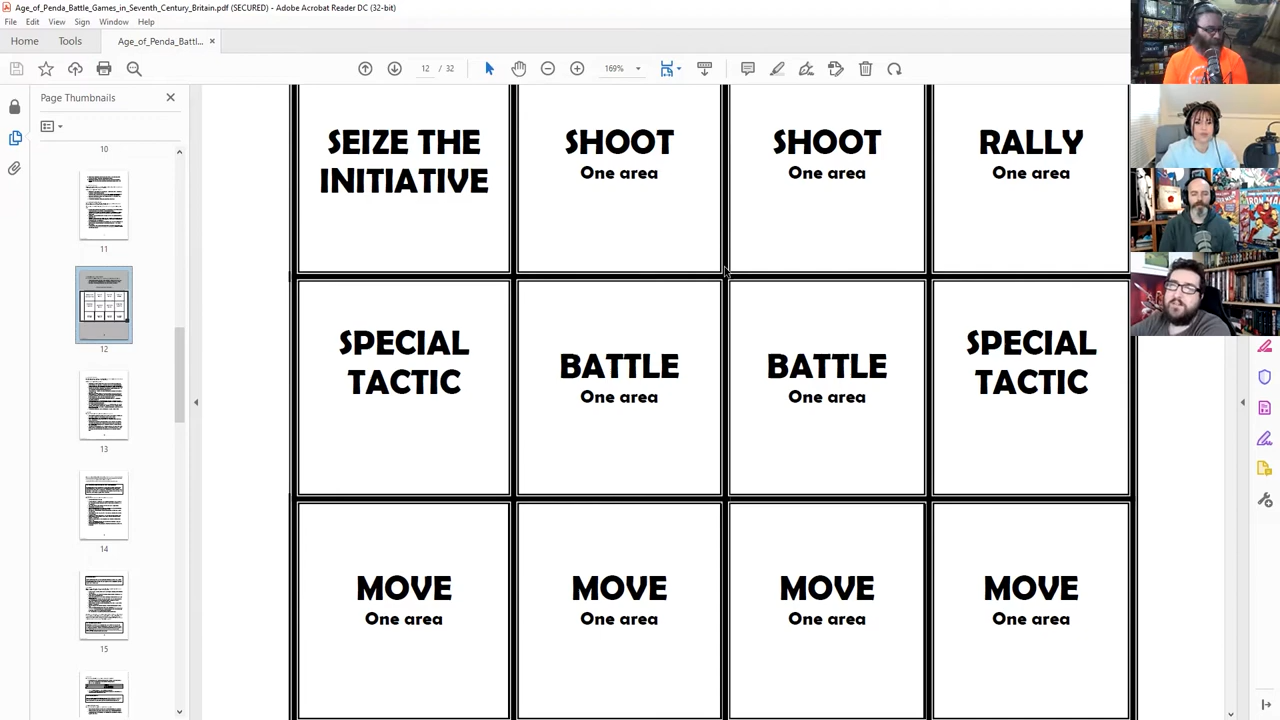 Age_of_Penda_Battle_Games_in_Seventh_Century_Britain.pdf (SECURED) - Adobe Acrobat Reader DC (32-bit)
File Edit View Sign Window Help
Home Tools Age_of_Penda_Battl... ×
12 / 21 169%
Page Thumbnails
10
11
12
13
14
15
SEIZE THE
INITIATIVE
SHOOT
One area
SHOOT
One area
RALLY
One area
SPECIAL
TACTIC
BATTLE
One area
BATTLE
One area
SPECIAL
TACTIC
MOVE
One area
MOVE
One area
MOVE
One area
MOVE
One area
IRON MAN